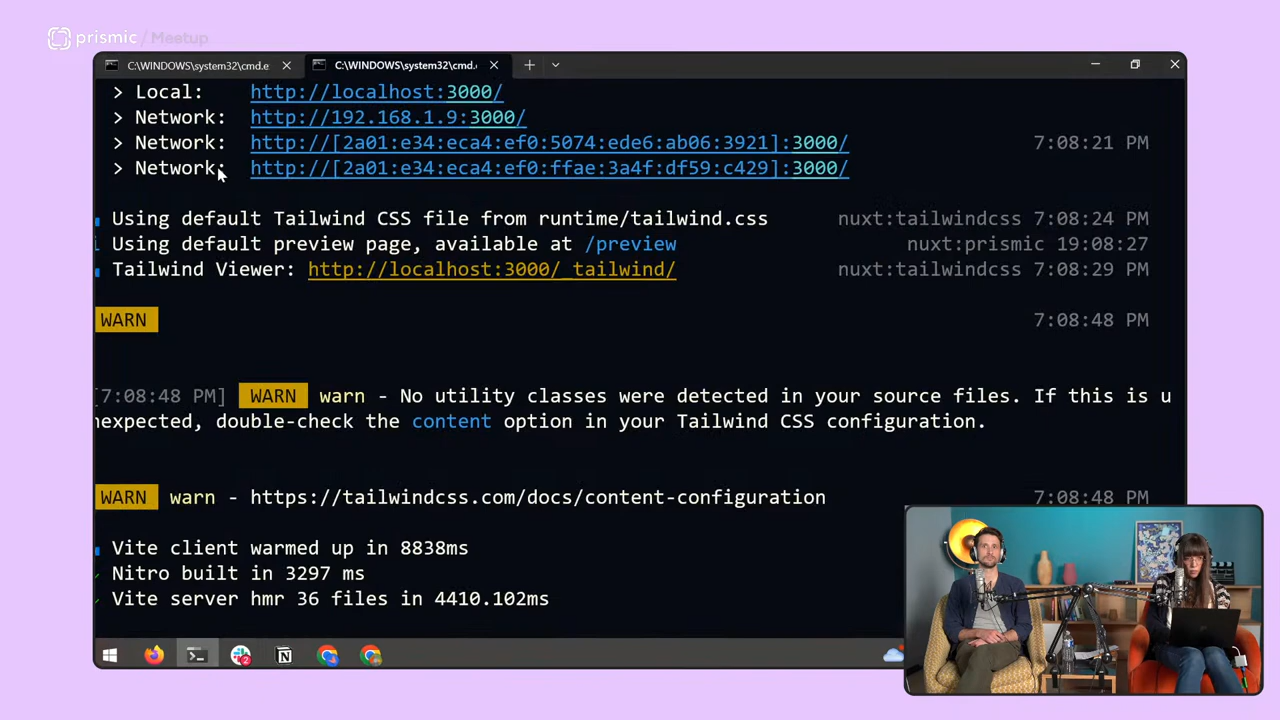 prismic / Meetup
C:\WINDOWS\system32\cmd.e
C:\WINDOWS\system32\cmd.
> Local: http://localhost:3000/
> Network: http://192.168.1.9:3000/
> Network: http://[2a01:e34:eca4:ef0:5074:ede6:ab06:3921]:3000/ 7:08:21 PM
> Network: http://[2a01:e34:eca4:ef0:ffae:3a4f:df59:c429]:3000/
Using default Tailwind CSS file from runtime/tailwind.css nuxt:tailwindcss 7:08:24 PM
Using default preview page, available at /preview nuxt:prismic 19:08:27
Tailwind Viewer: http://localhost:3000/_tailwind/ nuxt:tailwindcss 7:08:29 PM
WARN 7:08:48 PM
[7:08:48 PM] WARN warn - No utility classes were detected in your source files. If this is u
nexpected, double-check the content option in your Tailwind CSS configuration.
WARN warn - https://tailwindcss.com/docs/content-configuration 7:08:48 PM
Vite client warmed up in 8838ms
Nitro built in 3297 ms
Vite server hmr 36 files in 4410.102ms